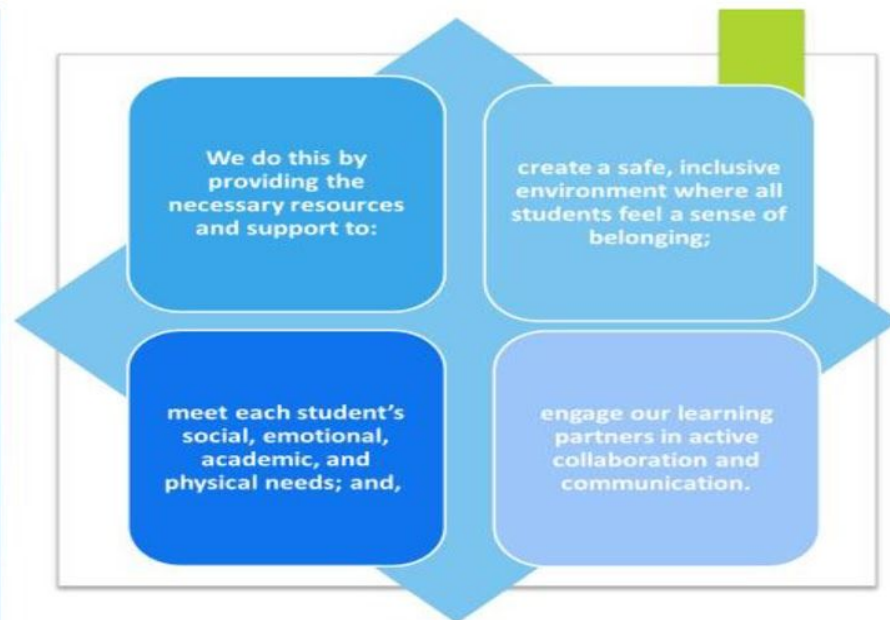 We do this by
providing the
necessary resources
and support to:
create a safe, inclusive
environment where all
students feel a sense of
belonging;
meet each student’s
social, emotional,
academic, and
physical needs; and,
engage our learning
partners in active
collaboration and
communication.